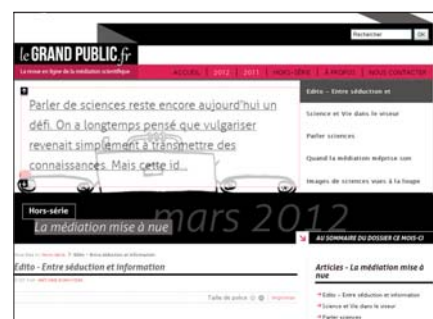 Rechercher OK
le GRAND PUBLIC.fr
La revue en ligne de la médiation scientifique
ACCUEIL | 2012 | 2011 | HORS-SÉRIE | À PROPOS | NOUS CONTACTER
Parler de sciences reste encore aujourd'hui un
défi. On a longtemps pensé que vulgariser
revenait simplement à transmettre des
connaissances. Mais cette id...
Edito - Entre séduction et
Science et Vie dans le viseur
Parler sciences
Quand la médiation méprise son
Images de sciences vues à la loupe
Hors-série
mars 2012
La médiation mise à nue
AU SOMMAIRE DU DOSSIER CE MOIS-CI
Edito - Entre séduction et information
Edito - Entre séduction et information
Taille de police | Imprimer
Articles - La médiation mise à
nue
Edito - Entre séduction et information
Science et Vie dans le viseur
Parler sciences